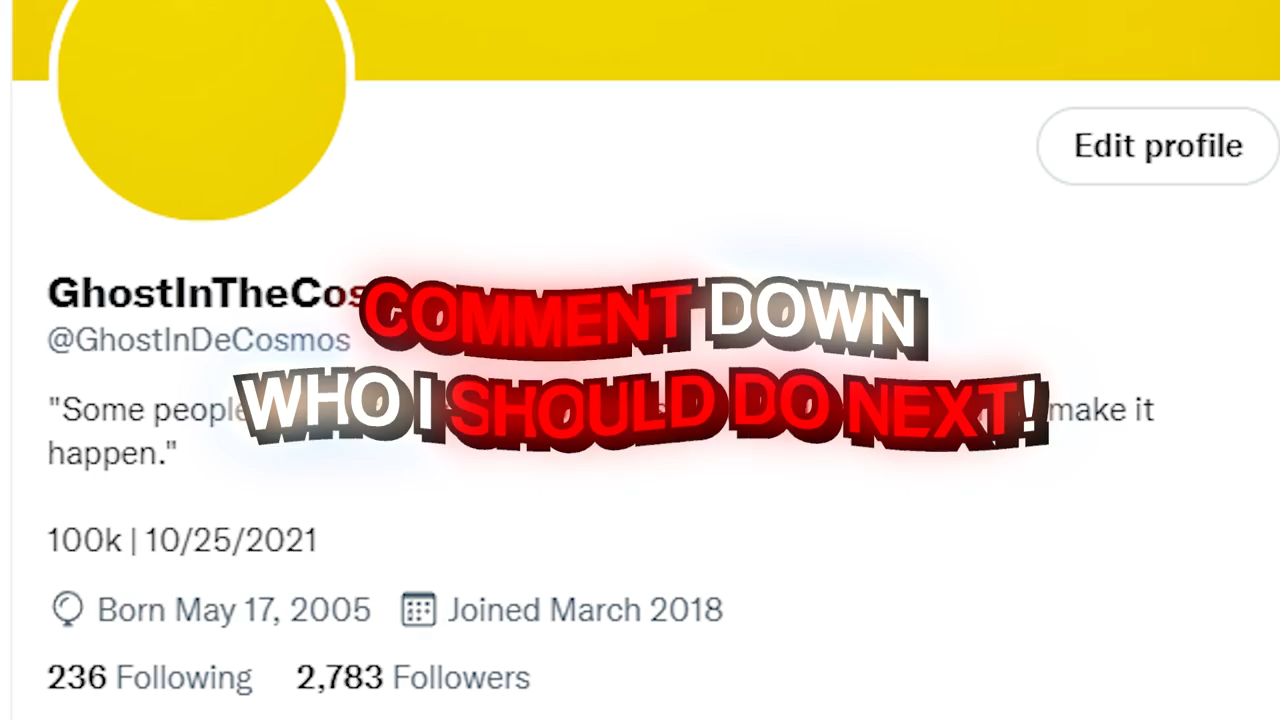 Edit profile
GhostInTheCos
COMMENT DOWN
@GhostInDeCosmos
WHO I SHOULD DO NEXT!
"Some people make it
happen."
100k | 10/25/2021
Born May 17, 2005 Joined March 2018
236 Following 2,783 Followers